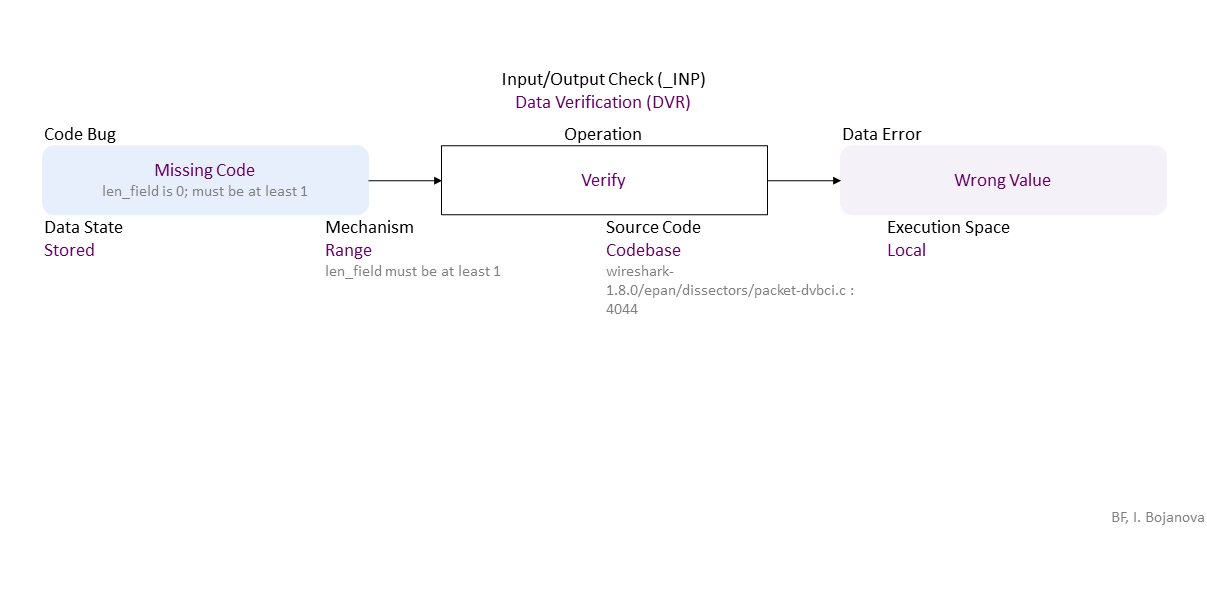 Input/Output Check (_INP)
Data Verification (DVR)
Code Bug
Operation
Data Error
Missing Code
len_field is 0; must be at least 1
Verify
Wrong Value
Data State
Stored
Mechanism
Range
len_field must be at least 1
Source Code
Codebase
wireshark-
1.8.0/epan/dissectors/packet-dvbci.c :
4044
Execution Space
Local
BF, I. Bojanova